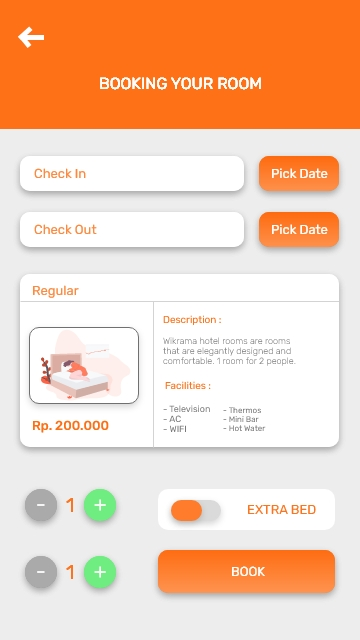 BOOKING YOUR ROOM
Check In
Pick Date
Check Out
Pick Date
Regular
Description :
Wikrama hotel rooms are rooms
that are elegantly designed and
comfortable. 1 room for 2 people.
Facilities :
- Television
- AC
- WIFI
- Thermos
- Mini Bar
- Hot Water
Rp. 200.000
- 1 +
EXTRA BED
- 1 +
BOOK